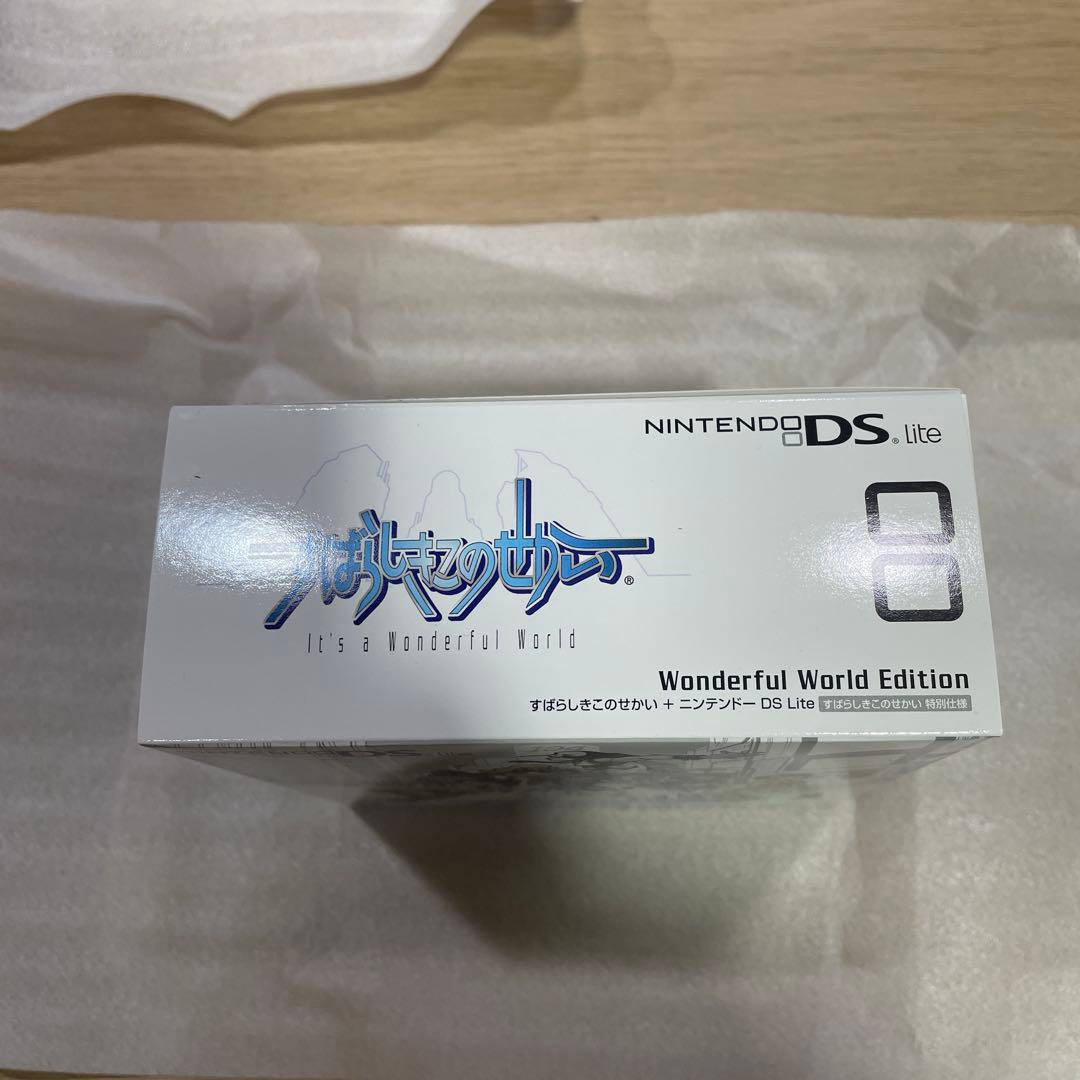 NINTENDO DS® Lite
すばらしきこのせかい®
It's a Wonderful World
Wonderful World Edition
すばらしきこのせかい + ニンテンドー DS Lite すばらしきこのせかい 特別仕様